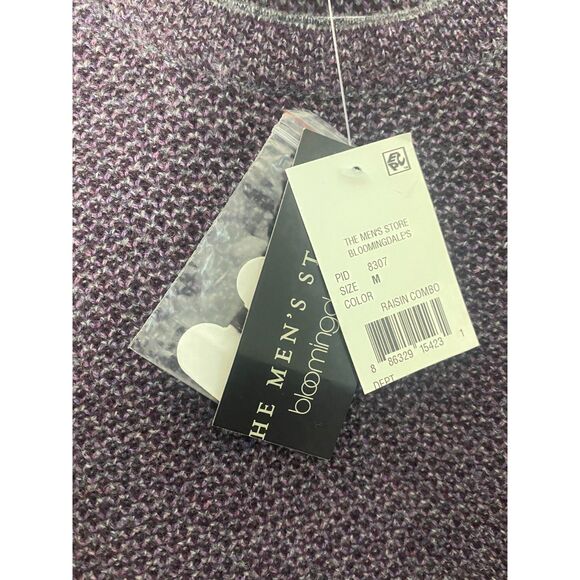 THE MEN'S STORE
BLOOMINGDALE'S
PID 8307
SIZE M
COLOR
RAISIN COMBO
8 86329 15423 1
DEPT
HE MEN'S ST
blooming